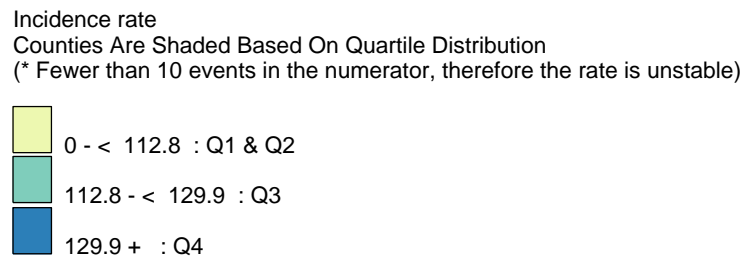 Incidence rate
Counties Are Shaded Based On Quartile Distribution
(* Fewer than 10 events in the numerator, therefore the rate is unstable)
0 - <  112.8  : Q1 & Q2
112.8 - <  129.9  : Q3
129.9 +   : Q4